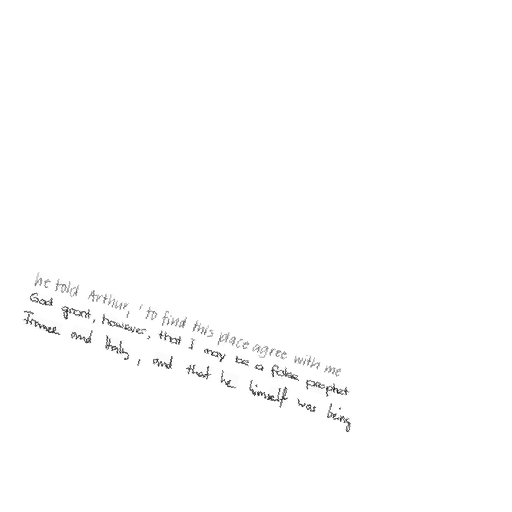 he told Arthur, ' to find this place agree with me
God grant, however, that I may be a false prophet
France and Italy, and that he himself was being